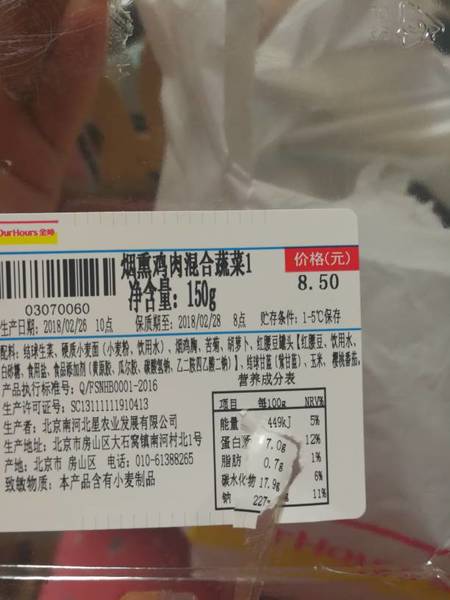 OurHours 全时
烟熏鸡肉混合蔬菜1
价格(元)
净含量: 150g
8.50
03070060
生产日期: 2018/02/26 10点 保质期至: 2018/02/28 8点 贮存条件: 1-5℃保存
配料: 结球生菜、硬质小麦面(小麦粉、饮用水)、烟鸡胸、苦菊、胡萝卜、红腰豆罐头【红腰豆、饮用水、
白砂糖、食用盐、食品添加剂(黄原胶、瓜尔胶、碳酸氢钠、乙二胺四乙酸二钠)】、结球甘蓝(紫甘蓝)、玉米、樱桃番茄。
产品执行标准号: Q/FSNHB0001-2016
生产许可证号: SC13111111910413
生产者: 北京南河北星农业发展有限公司
生产地址: 北京市房山区大石窝镇南河村北1号
产地: 北京市 房山区 电话: 010-61388265
致敏物质: 本产品含有小麦制品
营养成分表
项目 每100g NRV%
能量 449kJ 5%
蛋白 7.0g 12%
脂肪 0.7g 1%
碳水化物 17.9g 6%
钠 227 11%
OurHours